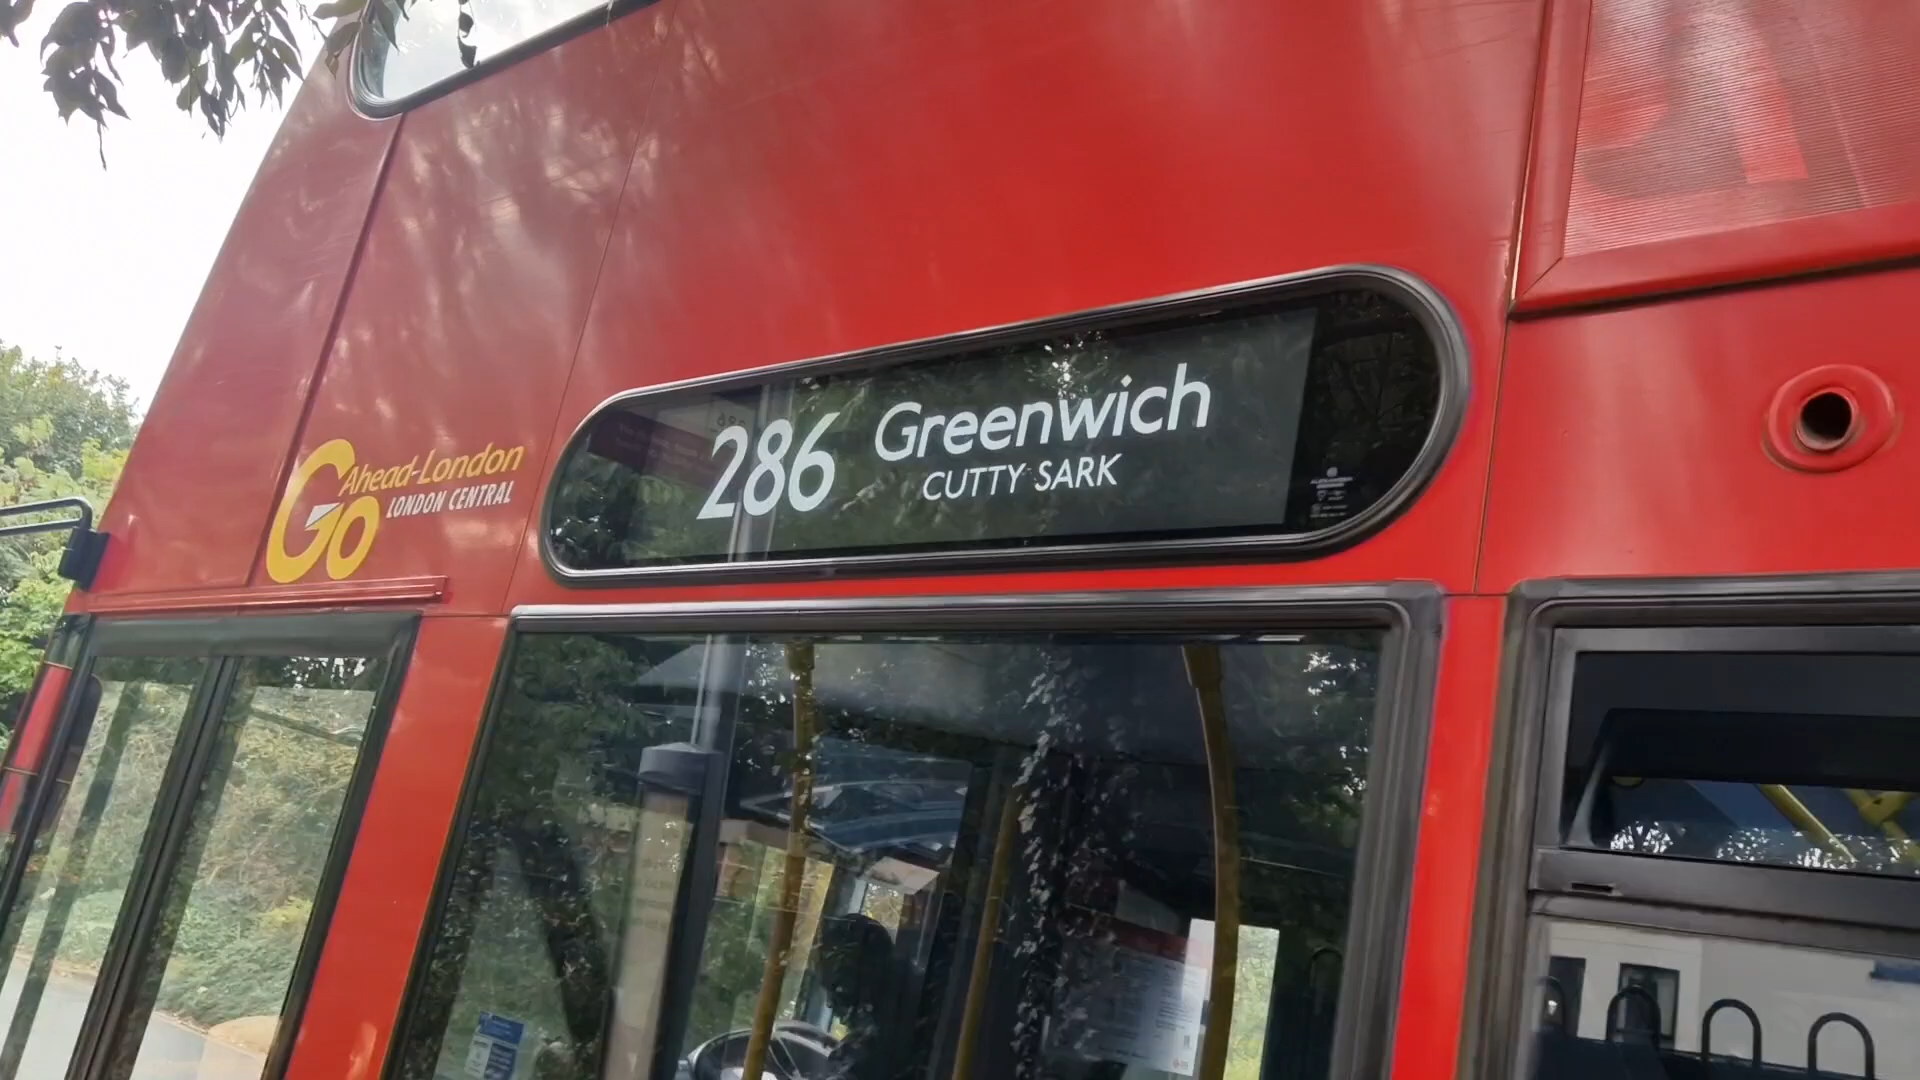 Go Ahead-London
LONDON CENTRAL
286 Greenwich
CUTTY SARK